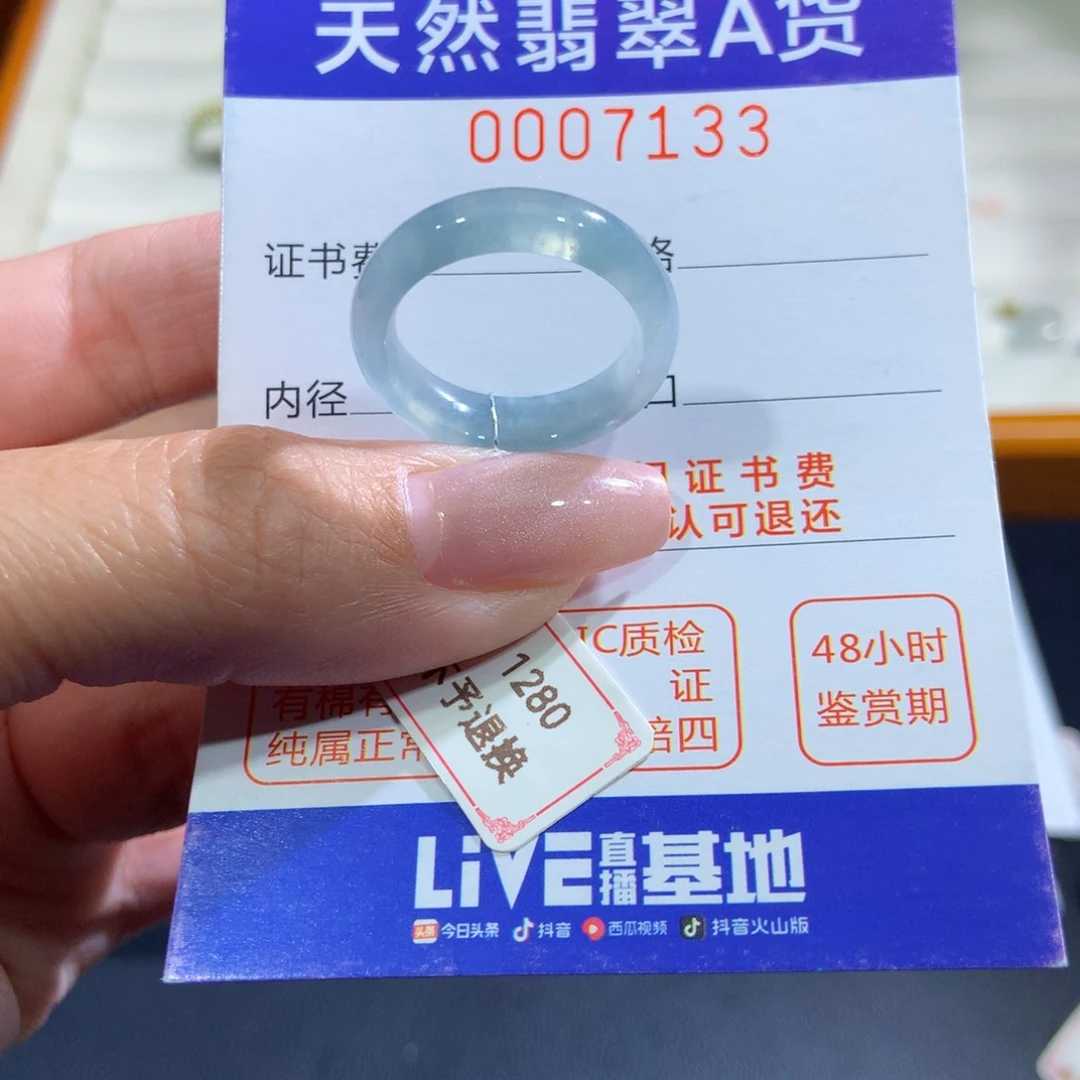 天然翡翠A货
0007133
证书费 格
内径 口
证书费
认可退还
C质检
证
倍四
48小时
鉴赏期
有棉有
纯属正常
1280
不予退换
LiVE直播基地
头条 今日头条 抖音 西瓜视频 抖音火山版